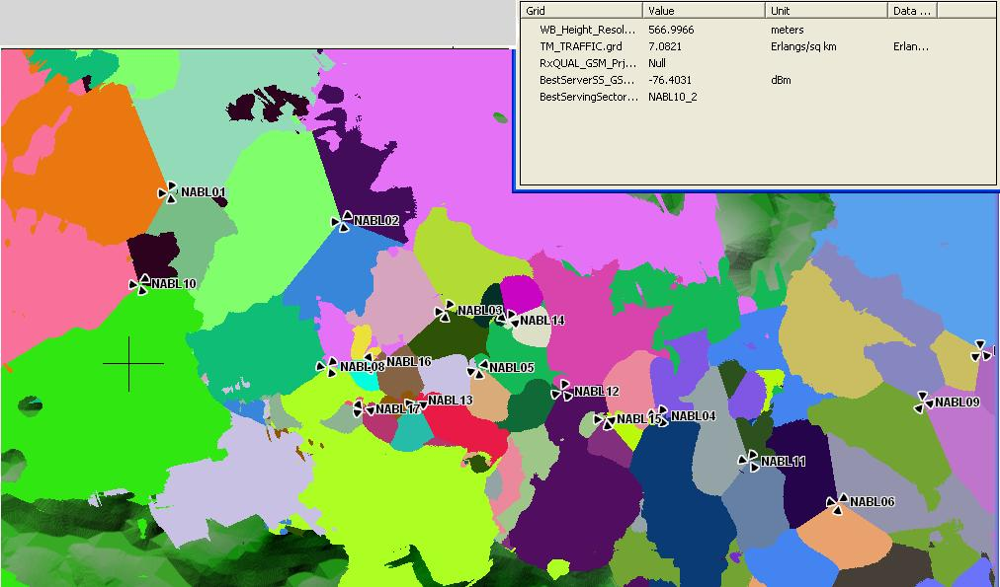 Grid Value Unit Data ...
WB_Height_Resol... 566.9966 meters
TM_TRAFFIC.grd 7.0821 Erlangs/sq km Erlan...
RxQUAL_GSM_Prj... Null
BestServerSS_GS... -76.4031 dBm
BestServingSector... NABL10_2
NABL01
NABL02
NABL10
NABL03
NABL14
NABL08
NABL16
NABL05
NABL12
NABL17
NABL13
NABL15
NABL04
NABL09
NABL11
NABL06